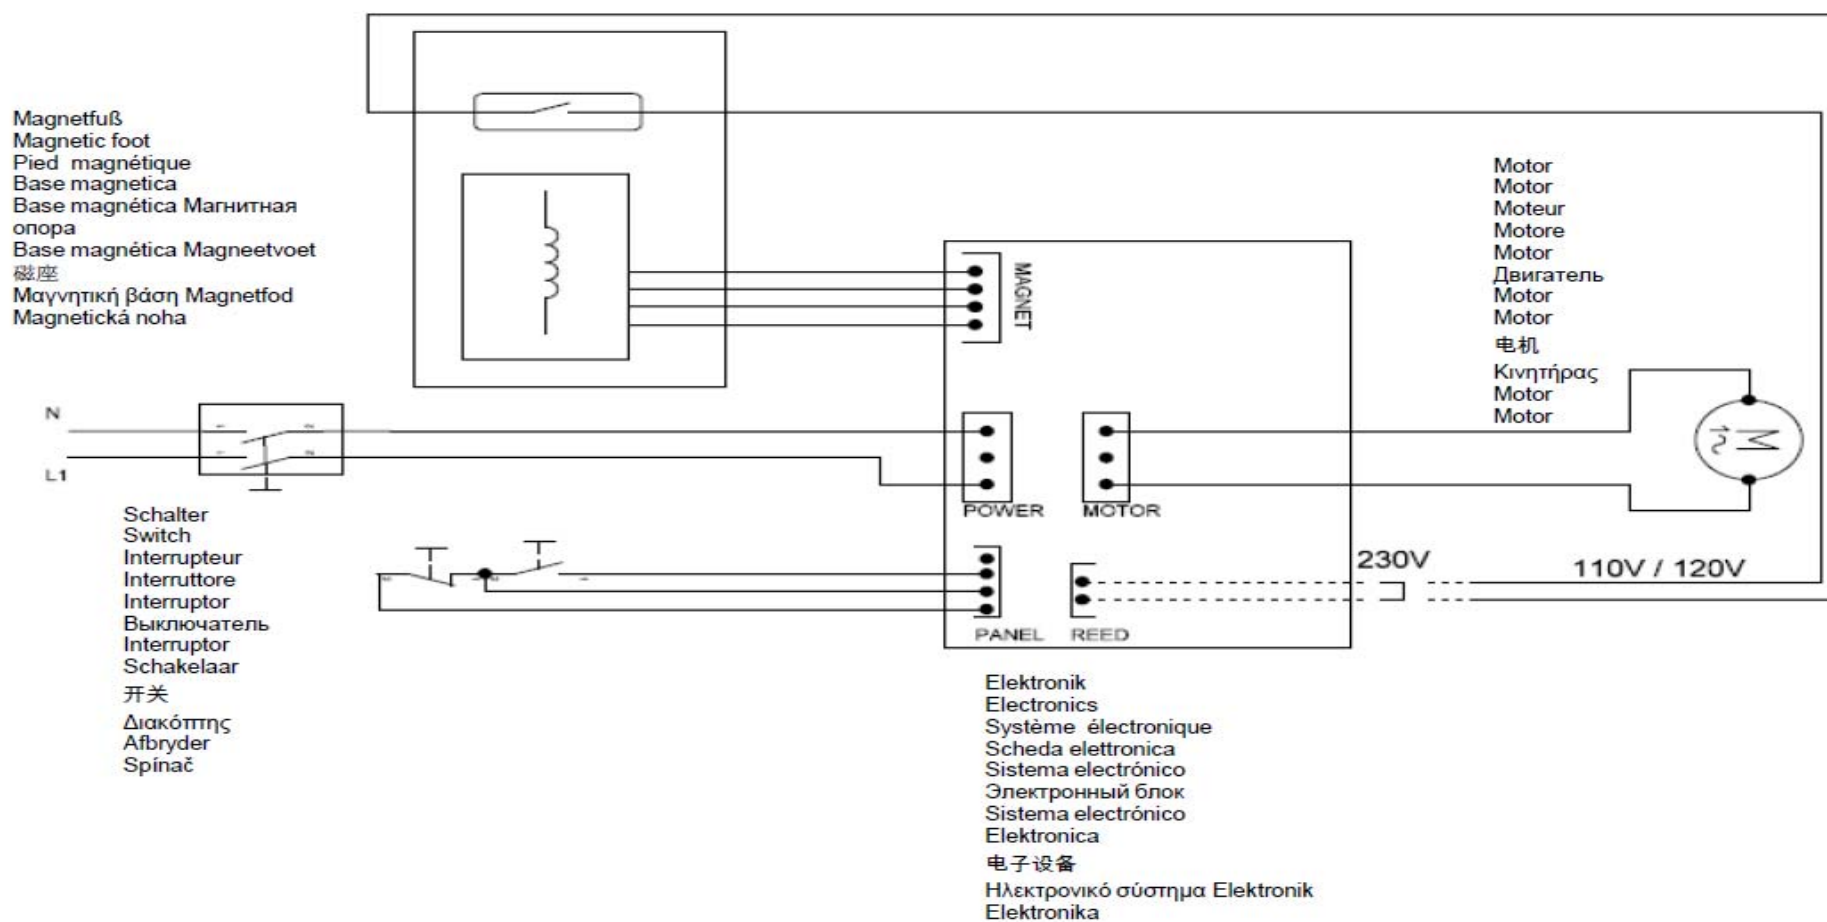 Magnetfuß
Magnetic foot
Pied magnétique
Base magnetica
Base magnética Магнитная
опора
Base magnética Magneetvoet
磁座
Μαγνητική βάση Magnetfod
Magnetická noha
MAGNET
Motor
Motor
Moteur
Motore
Motor
Двигатель
Motor
Motor
电机
Κινητήρας
Motor
Motor
M
1~
N
L1
POWER
MOTOR
Schalter
Switch
Interrupteur
Interruttore
Interruptor
Выключатель
Interruptor
Schakelaar
开关
Διακόπτης
Afbryder
Spínač
230V
110V / 120V
PANEL
REED
Elektronik
Electronics
Système électronique
Scheda elettronica
Sistema electrónico
Электронный блок
Sistema electrónico
Elektronica
电子设备
Ηλεκτρονικό σύστημα Elektronik
Elektronika